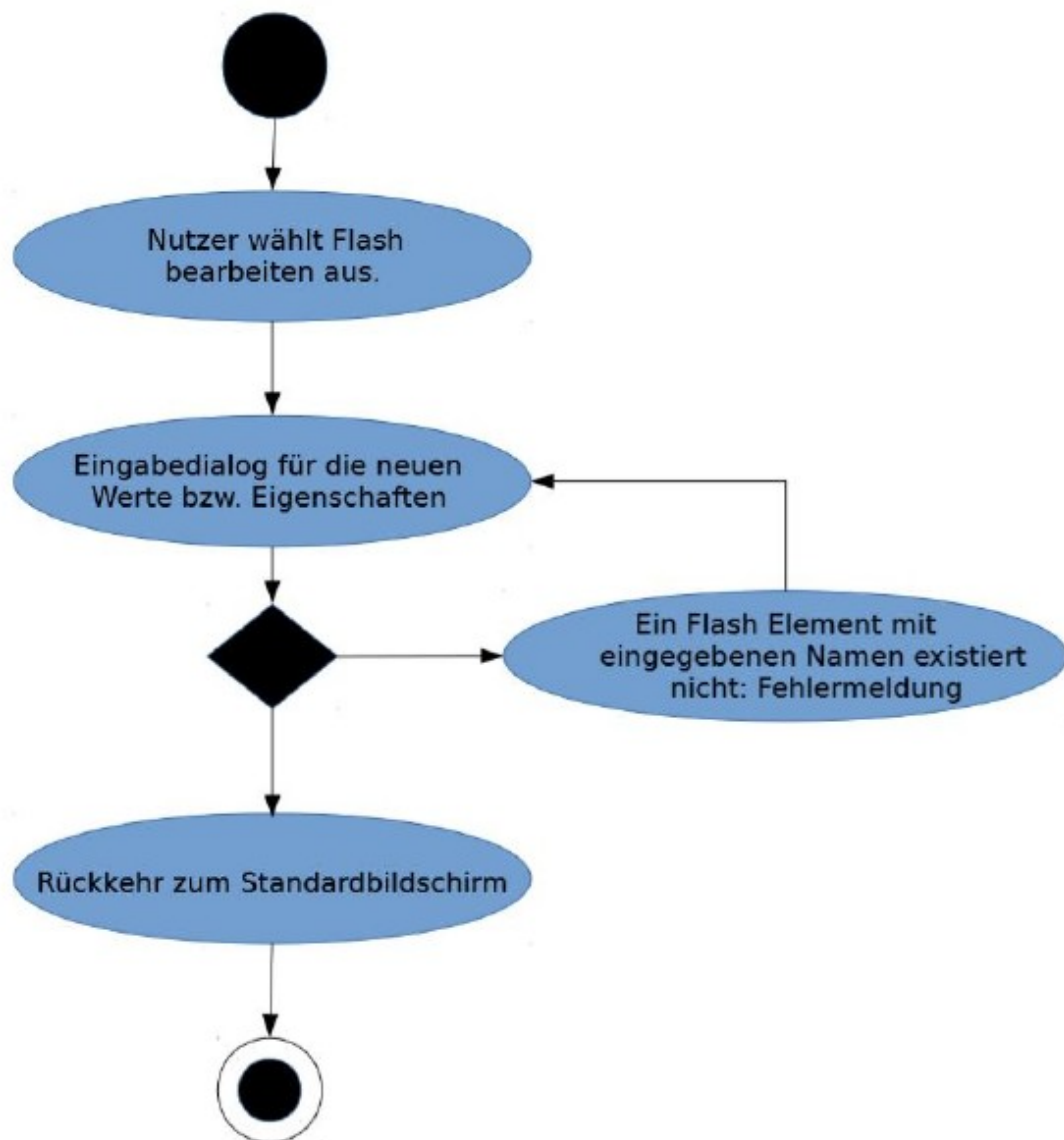 Nutzer wählt Flash
bearbeiten aus.
Eingabedialog für die neuen
Werte bzw. Eigenschaften
Ein Flash Element mit
eingegebenen Namen existiert
nicht: Fehlermeldung
Rückkehr zum Standardbildschirm